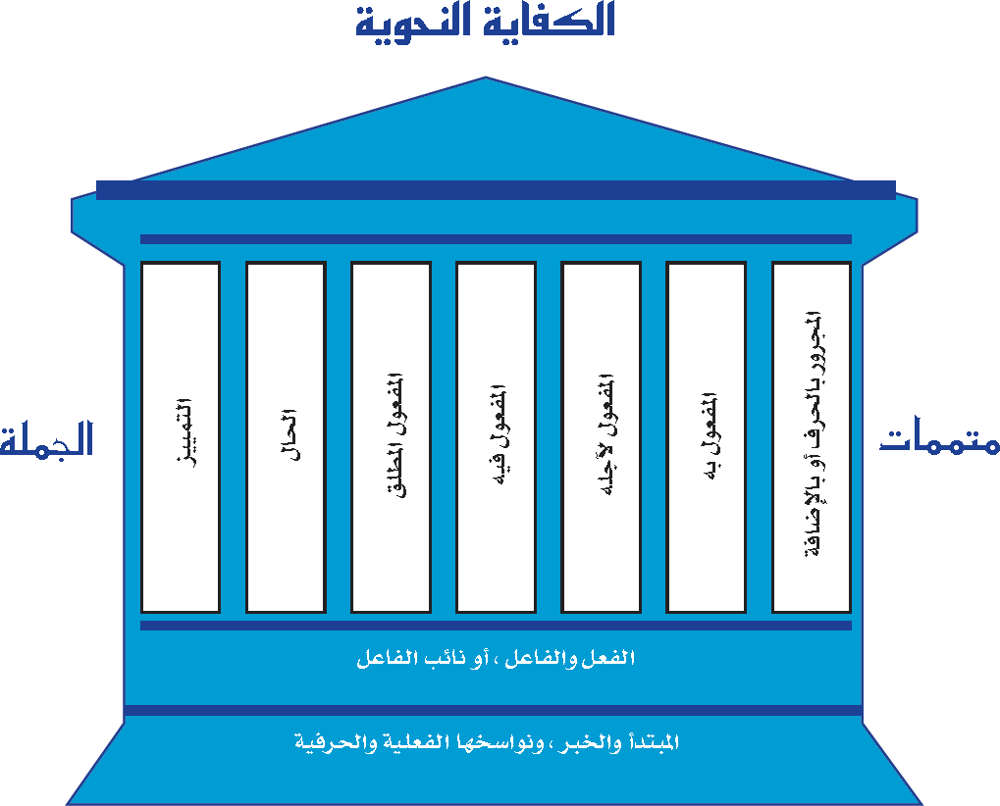 الكفاية النحوية
متممات
الجملة
المجرور بالحرف أو بالإضافة
المفعول به
المفعول لأجله
المفعول فيه
المفعول المطلق
الحال
التمييز
الفعل والفاعل ، أو نائب الفاعل
المبتدأ والخبر ، ونواسخها الفعلية والحرفية